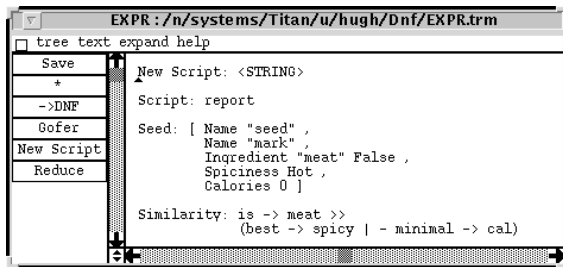 EXPR : /n/systems/Titan/u/hugh/Dnf/EXPR.trm
tree text expand help
Save
*
->DNF
Gofer
New Script
Reduce
New Script: <STRING>
Script: report
Seed: [ Name "seed" ,
Name "mark" ,
Ingredient "meat" False ,
Spiciness Hot ,
Calories 0 ]
Similarity: is -> meat >>
(best -> spicy | - minimal -> cal)